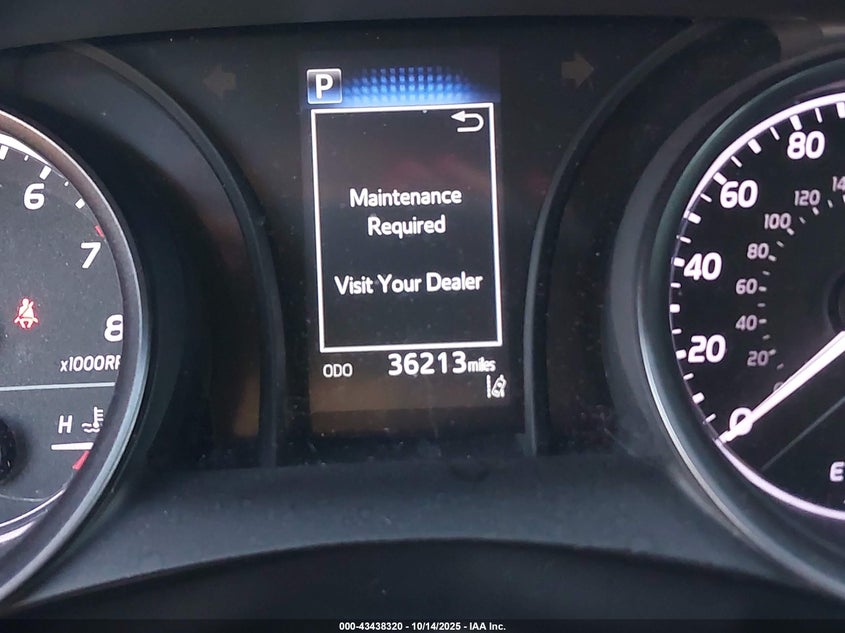 P
Maintenance
Required
Visit Your Dealer
ODO 36213 miles
6
7
8
x1000R
H
80
60
40
20
0
120
100
80
60
40
20
E
000-43438320 - 10/14/2025 - IAA Inc.